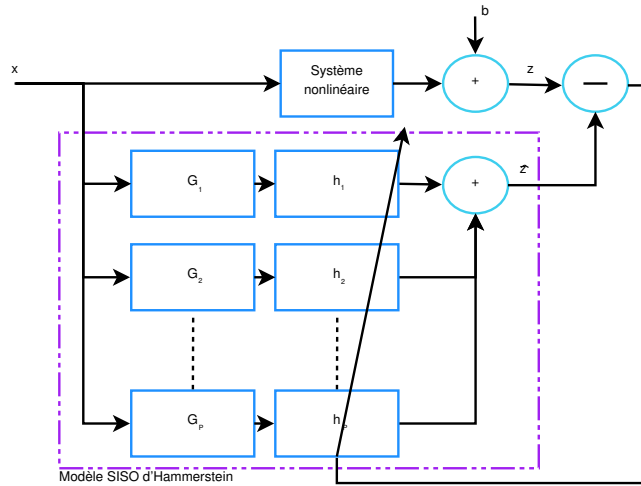 b
x
Système
nonlinéaire
+
z
—
G₁
h₁
+
ẑ
G₂
h₂
Gₚ
hₚ
Modèle SISO d'Hammerstein